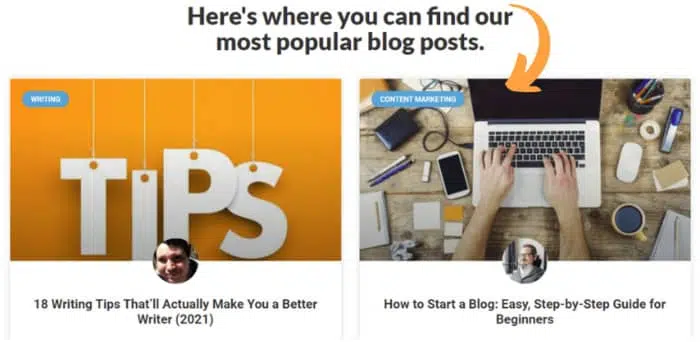 Here's where you can find our
most popular blog posts.
WRITING
TIPS
18 Writing Tips That'll Actually Make You a Better
Writer (2021)
CONTENT MARKETING
How to Start a Blog: Easy, Step-by-Step Guide for
Beginners